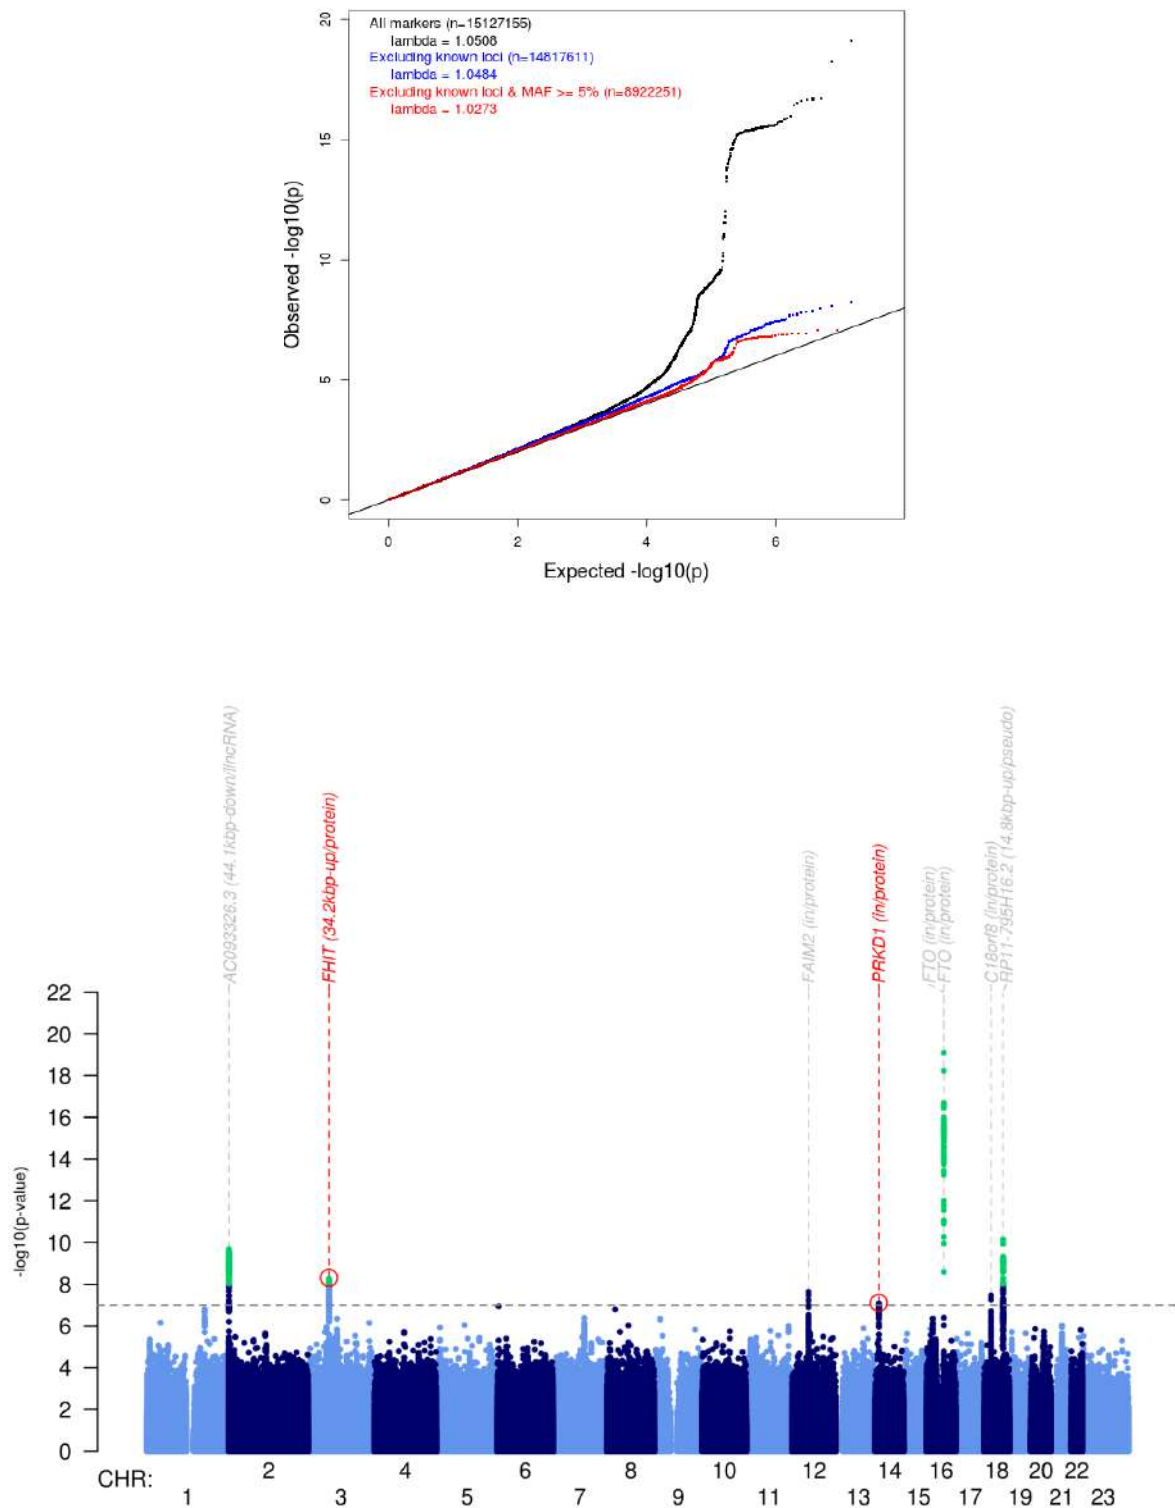 All markers (n=15127155)
lambda = 1.0508
Excluding known loci (n=14817611)
lambda = 1.0484
Excluding known loci & MAF >= 5% (n=8922251)
lambda = 1.0273
20
15
10
5
0
Observed -log10(p)
0 2 4 6
Expected -log10(p)
AC093326.3 (44.1kbp-down/lincRNA)
FHIT (34.2kbp-up/protein)
FAIM2 (in/protein)
PRKD1 (in/protein)
FTO (in/protein)
FTO (in/protein)
C18orf8 (in/protein)
RP11-795H16.2 (14.8kbp-up/pseudo)
22
20
18
16
14
12
10
8
6
4
2
0
-log10(p-value)
CHR:
2 4 6 8 10 12 14 16 18 20 22
1 3 5 7 9 11 13 15 17 19 21 23